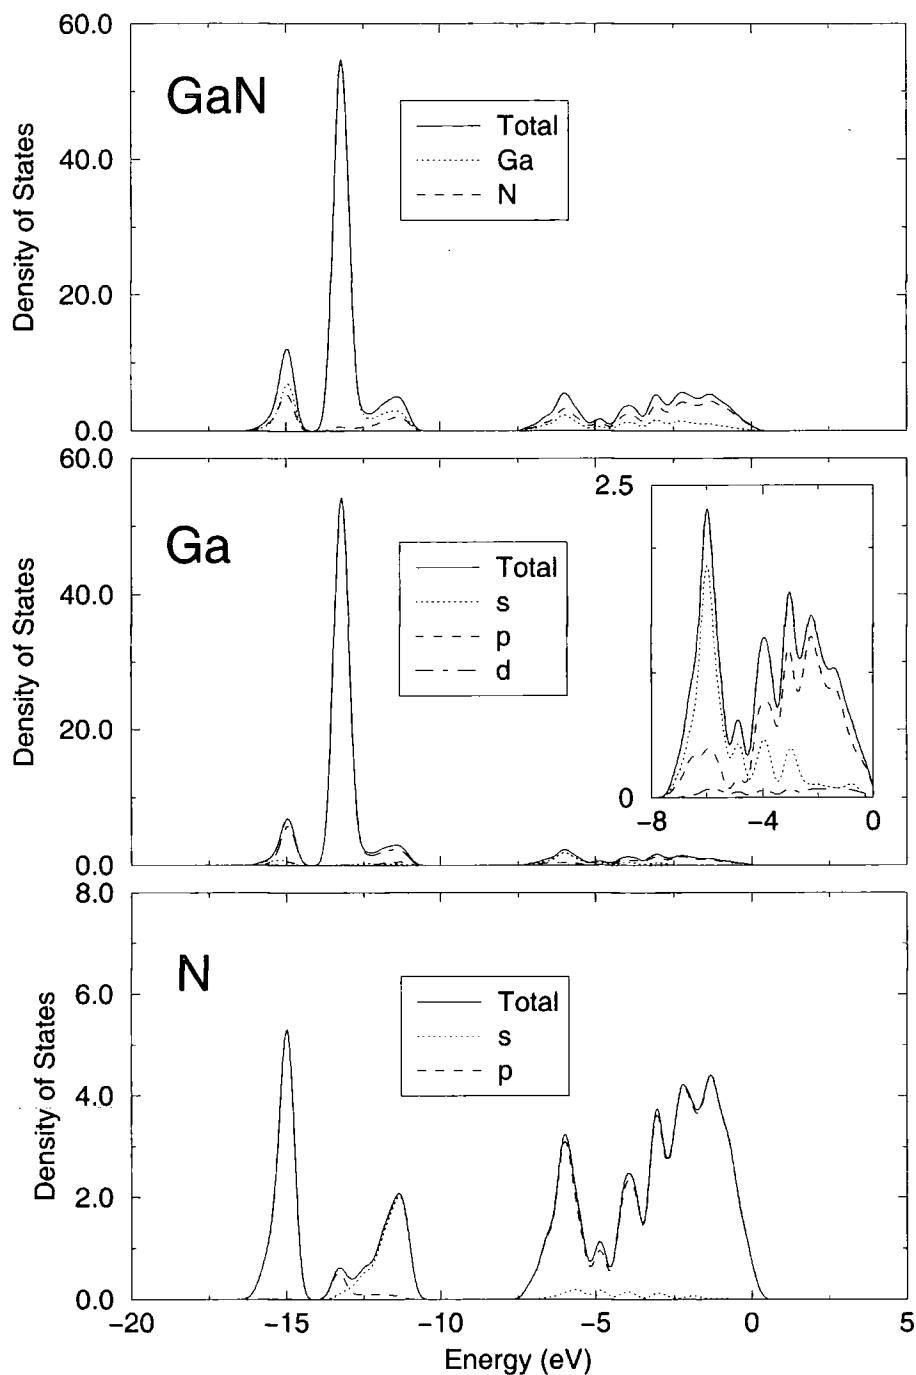 60.0
GaN
Total
Ga
N
40.0
20.0
0.0
Density of States
60.0
Ga
Total
s
p
d
40.0
20.0
0.0
Density of States
2.5
0
−8
−4
0
8.0
N
Total
s
p
6.0
4.0
2.0
0.0
Density of States
−20
−15
−10
−5
0
5
Energy (eV)